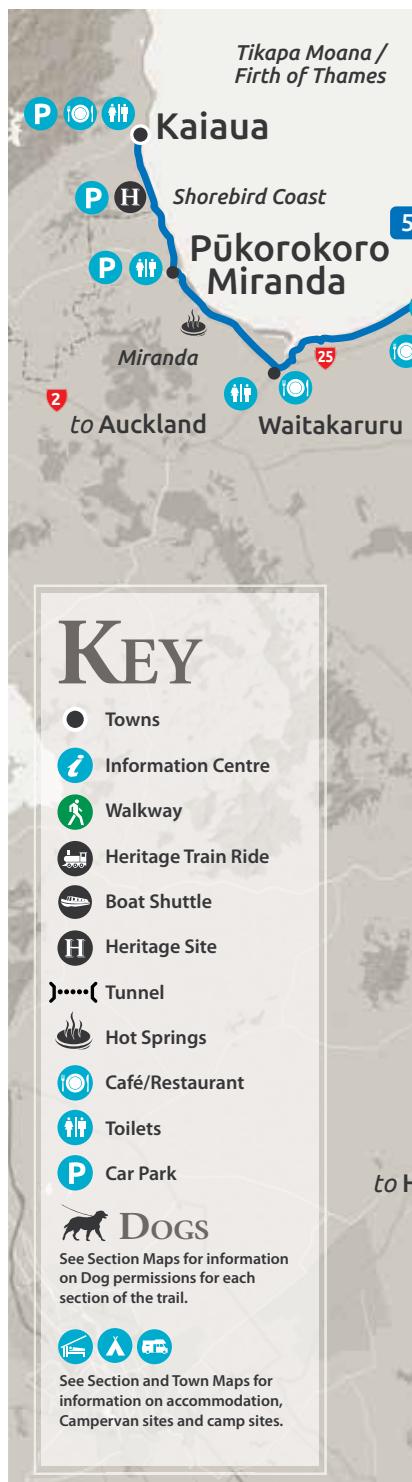 Tikapa Moana /
Firth of Thames
P
Kaiaua
P H
Shorebird Coast
5
P
Pūkorokoro
Miranda
Miranda
25
2
to Auckland
Waitakaruru
KEY
Towns
i Information Centre
Walkway
Heritage Train Ride
Boat Shuttle
H Heritage Site
Tunnel
Hot Springs
Café/Restaurant
Toilets
P Car Park
to H
DOGS
See Section Maps for information
on Dog permissions for each
section of the trail.
See Section and Town Maps for
information on accommodation,
Campervan sites and camp sites.